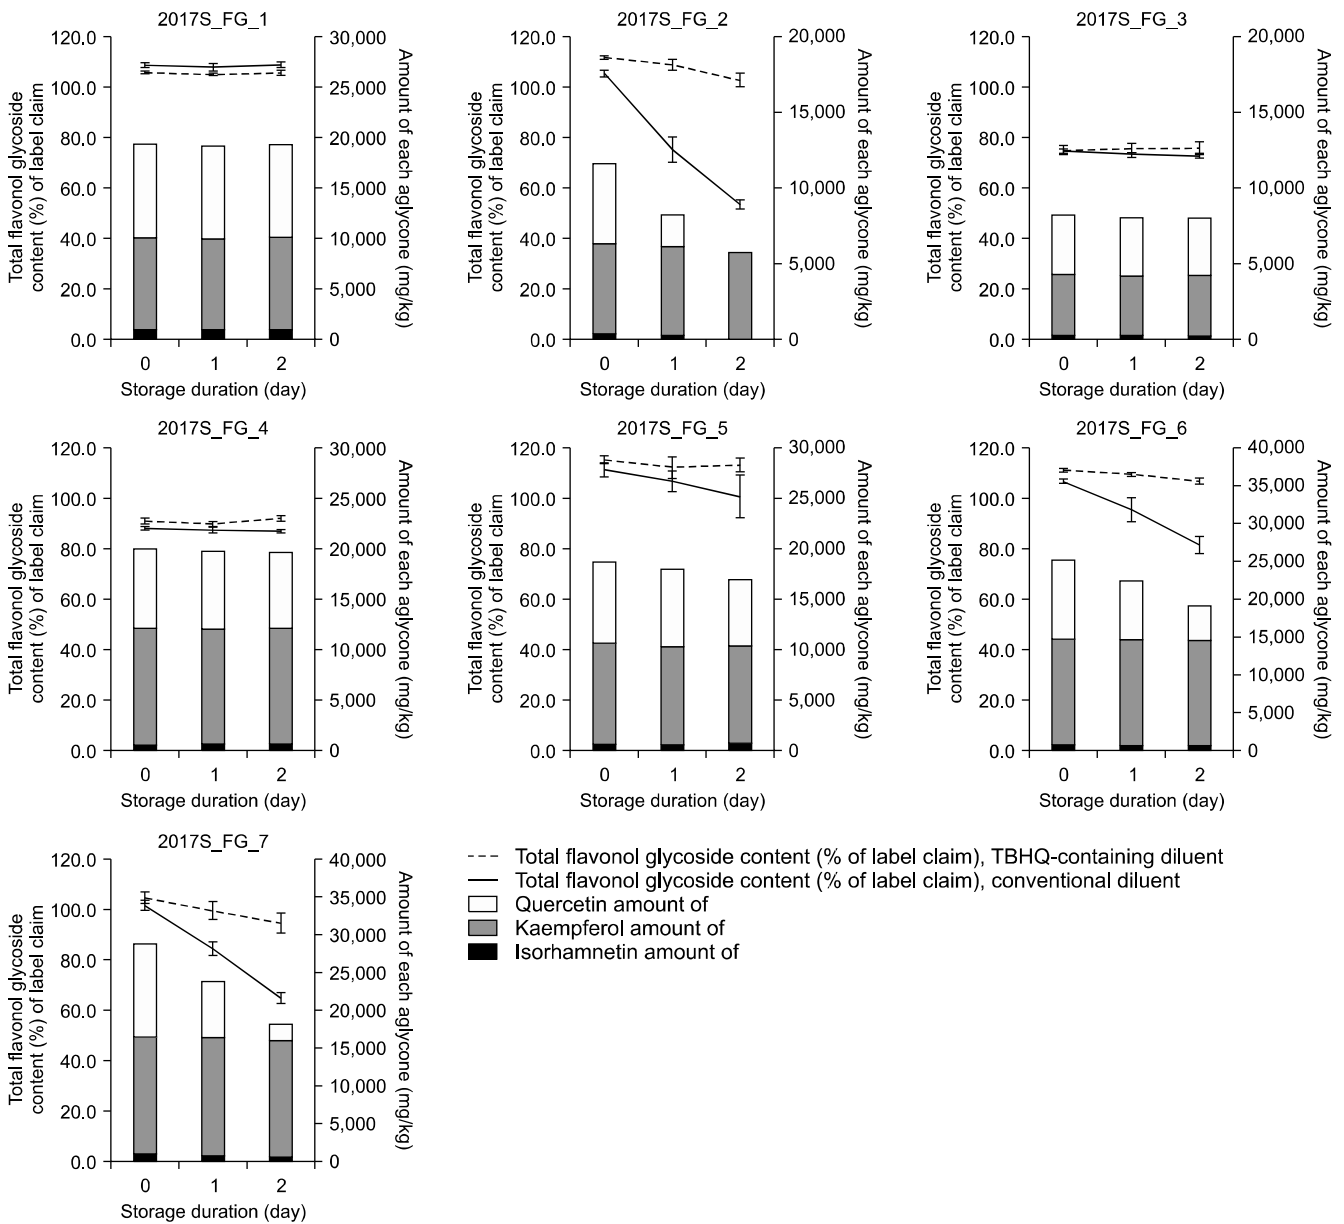 2017S_FG_1
Total flavonol glycoside
content (%) of label claim
120.0
100.0
80.0
60.0
40.0
20.0
0.0
30,000
25,000
20,000
15,000
10,000
5,000
0
Amount of each aglycone (mg/kg)
0 1 2
Storage duration (day)
2017S_FG_2
Total flavonol glycoside
content (%) of label claim
120.0
100.0
80.0
60.0
40.0
20.0
0.0
20,000
15,000
10,000
5,000
0
Amount of each aglycone (mg/kg)
0 1 2
Storage duration (day)
2017S_FG_3
Total flavonol glycoside
content (%) of label claim
120.0
100.0
80.0
60.0
40.0
20.0
0.0
20,000
15,000
10,000
5,000
0
Amount of each aglycone (mg/kg)
0 1 2
Storage duration (day)
2017S_FG_4
Total flavonol glycoside
content (%) of label claim
120.0
100.0
80.0
60.0
40.0
20.0
0.0
30,000
25,000
20,000
15,000
10,000
5,000
0
Amount of each aglycone (mg/kg)
0 1 2
Storage duration (day)
2017S_FG_5
Total flavonol glycoside
content (%) of label claim
120.0
100.0
80.0
60.0
40.0
20.0
0.0
30,000
25,000
20,000
15,000
10,000
5,000
0
Amount of each aglycone (mg/kg)
0 1 2
Storage duration (day)
2017S_FG_6
Total flavonol glycoside
content (%) of label claim
120.0
100.0
80.0
60.0
40.0
20.0
0.0
40,000
35,000
30,000
25,000
20,000
15,000
10,000
5,000
0
Amount of each aglycone (mg/kg)
0 1 2
Storage duration (day)
2017S_FG_7
Total flavonol glycoside
content (%) of label claim
120.0
100.0
80.0
60.0
40.0
20.0
0.0
40,000
35,000
30,000
25,000
20,000
15,000
10,000
5,000
0
Amount of each aglycone (mg/kg)
0 1 2
Storage duration (day)
Total flavonol glycoside content (% of label claim), TBHQ-containing diluent
Total flavonol glycoside content (% of label claim), conventional diluent
Quercetin amount of
Kaempferol amount of
Isorhamnetin amount of